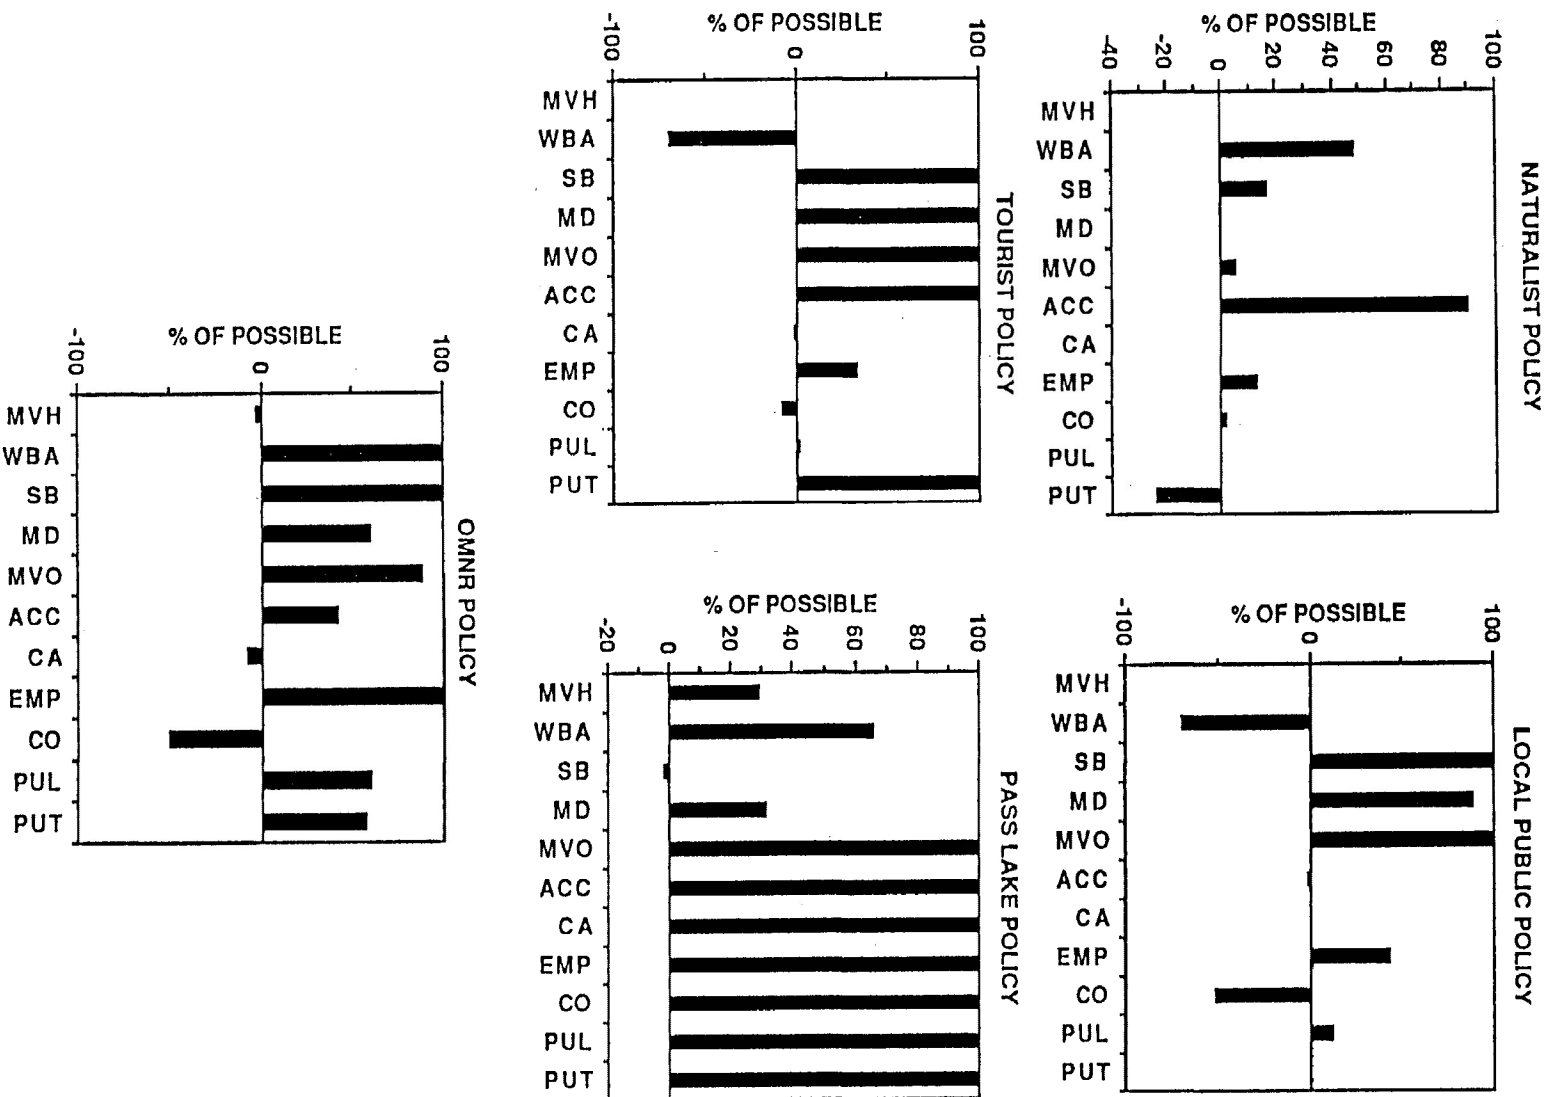 % OF POSSIBLE
-100
0
100
MVH
WBA
SB
MD
MVO
ACC
CA
EMP
CO
PUL
PUT
TOURIST POLICY
% OF POSSIBLE
-40
-20
0
20
40
60
80
100
MVH
WBA
SB
MD
MVO
ACC
CA
EMP
CO
PUL
PUT
NATURALIST POLICY
% OF POSSIBLE
-100
0
100
MVH
WBA
SB
MD
MVO
ACC
CA
EMP
CO
PUL
PUT
OMNR POLICY
% OF POSSIBLE
-20
0
20
40
60
80
100
MVH
WBA
SB
MD
MVO
ACC
CA
EMP
CO
PUL
PUT
PASS LAKE POLICY
% OF POSSIBLE
-100
0
100
MVH
WBA
SB
MD
MVO
ACC
CA
EMP
CO
PUL
PUT
LOCAL PUBLIC POLICY